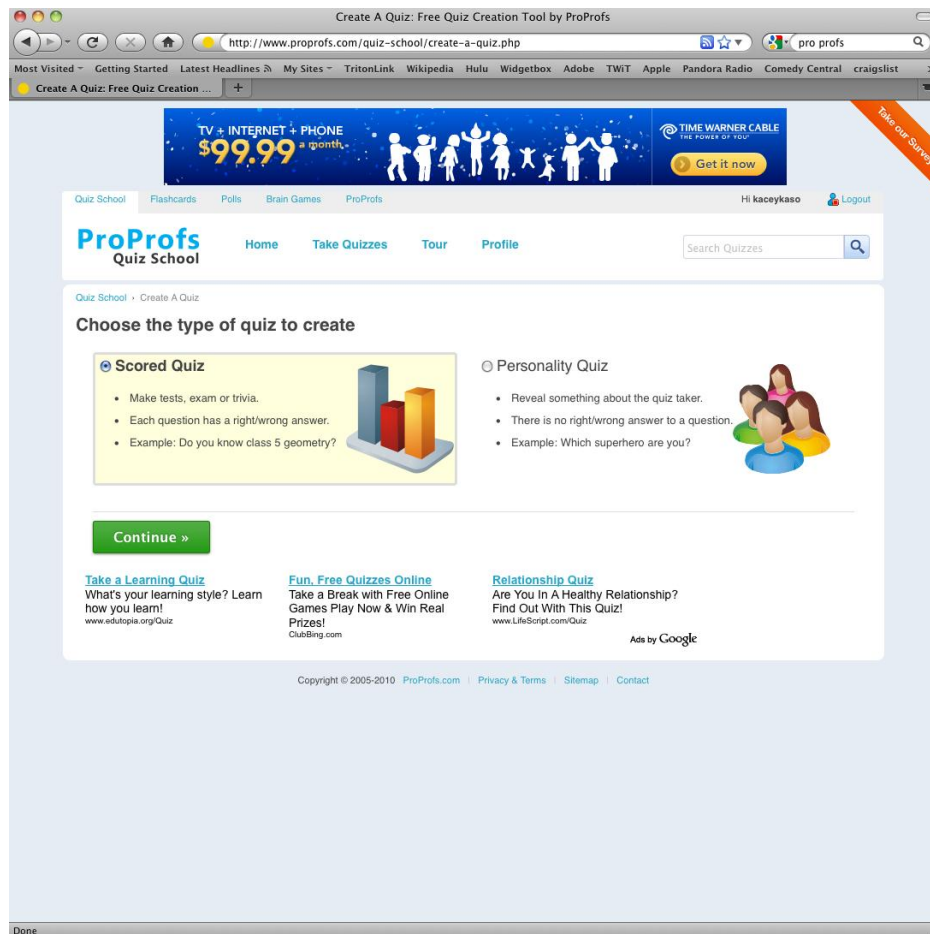 Create A Quiz: Free Quiz Creation Tool by ProProfs
http://www.proprofs.com/quiz-school/create-a-quiz.php
pro profs
Most Visited Getting Started Latest Headlines My Sites TritonLink Wikipedia Hulu Widgetbox Adobe TWiT Apple Pandora Radio Comedy Central craigslist
Create A Quiz: Free Quiz Creation ...
TV + INTERNET + PHONE
$99.99 a month.
TIME WARNER CABLE
THE POWER OF YOU
Get it now
Take our Survey
Quiz School Flashcards Polls Brain Games ProProfs Hi kaceykaso Logout
ProProfs
Quiz School
Home Take Quizzes Tour Profile
Search Quizzes
Quiz School › Create A Quiz
Choose the type of quiz to create
Scored Quiz
• Make tests, exam or trivia.
• Each question has a right/wrong answer.
• Example: Do you know class 5 geometry?
Personality Quiz
• Reveal something about the quiz taker.
• There is no right/wrong answer to a question.
• Example: Which superhero are you?
Continue »
Take a Learning Quiz
What's your learning style? Learn
how you learn!
www.edutopia.org/Quiz
Fun, Free Quizzes Online
Take a Break with Free Online
Games Play Now & Win Real
Prizes!
ClubBing.com
Relationship Quiz
Are You In A Healthy Relationship?
Find Out With This Quiz!
www.LifeScript.com/Quiz
Ads by Google
Copyright © 2005-2010 ProProfs.com | Privacy & Terms | Sitemap | Contact
Done